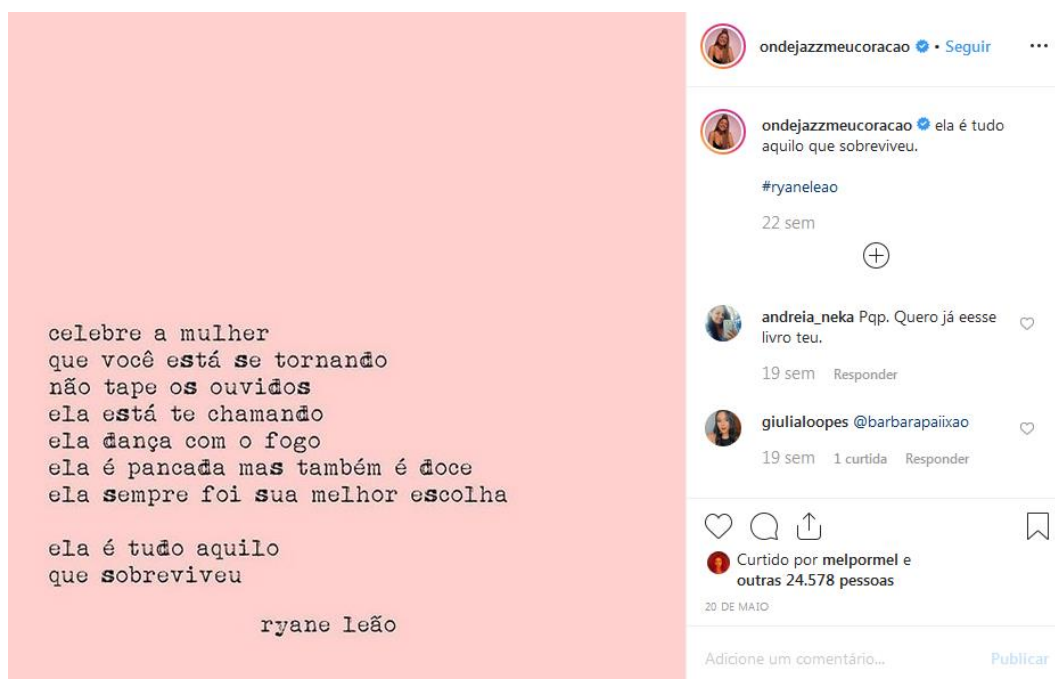 celebre a mulher
que você está se tornando
não tape os ouvidos
ela está te chamando
ela dança com o fogo
ela é pancada mas também é doce
ela sempre foi sua melhor escolha
ela é tudo aquilo
que sobreviveu
ryane leão
ondejazzmeucoracao • Seguir
ondejazzmeucoracao ela é tudo
aquilo que sobreviveu.
#ryaneleao
22 sem
andreia_neka Pqp. Quero já eesse
livro teu.
19 sem Responder
giulialoopes @barbarapaiixao
19 sem 1 curtida Responder
Curtido por melpormel e
outras 24.578 pessoas
20 DE MAIO
Adicione um comentário... Publicar